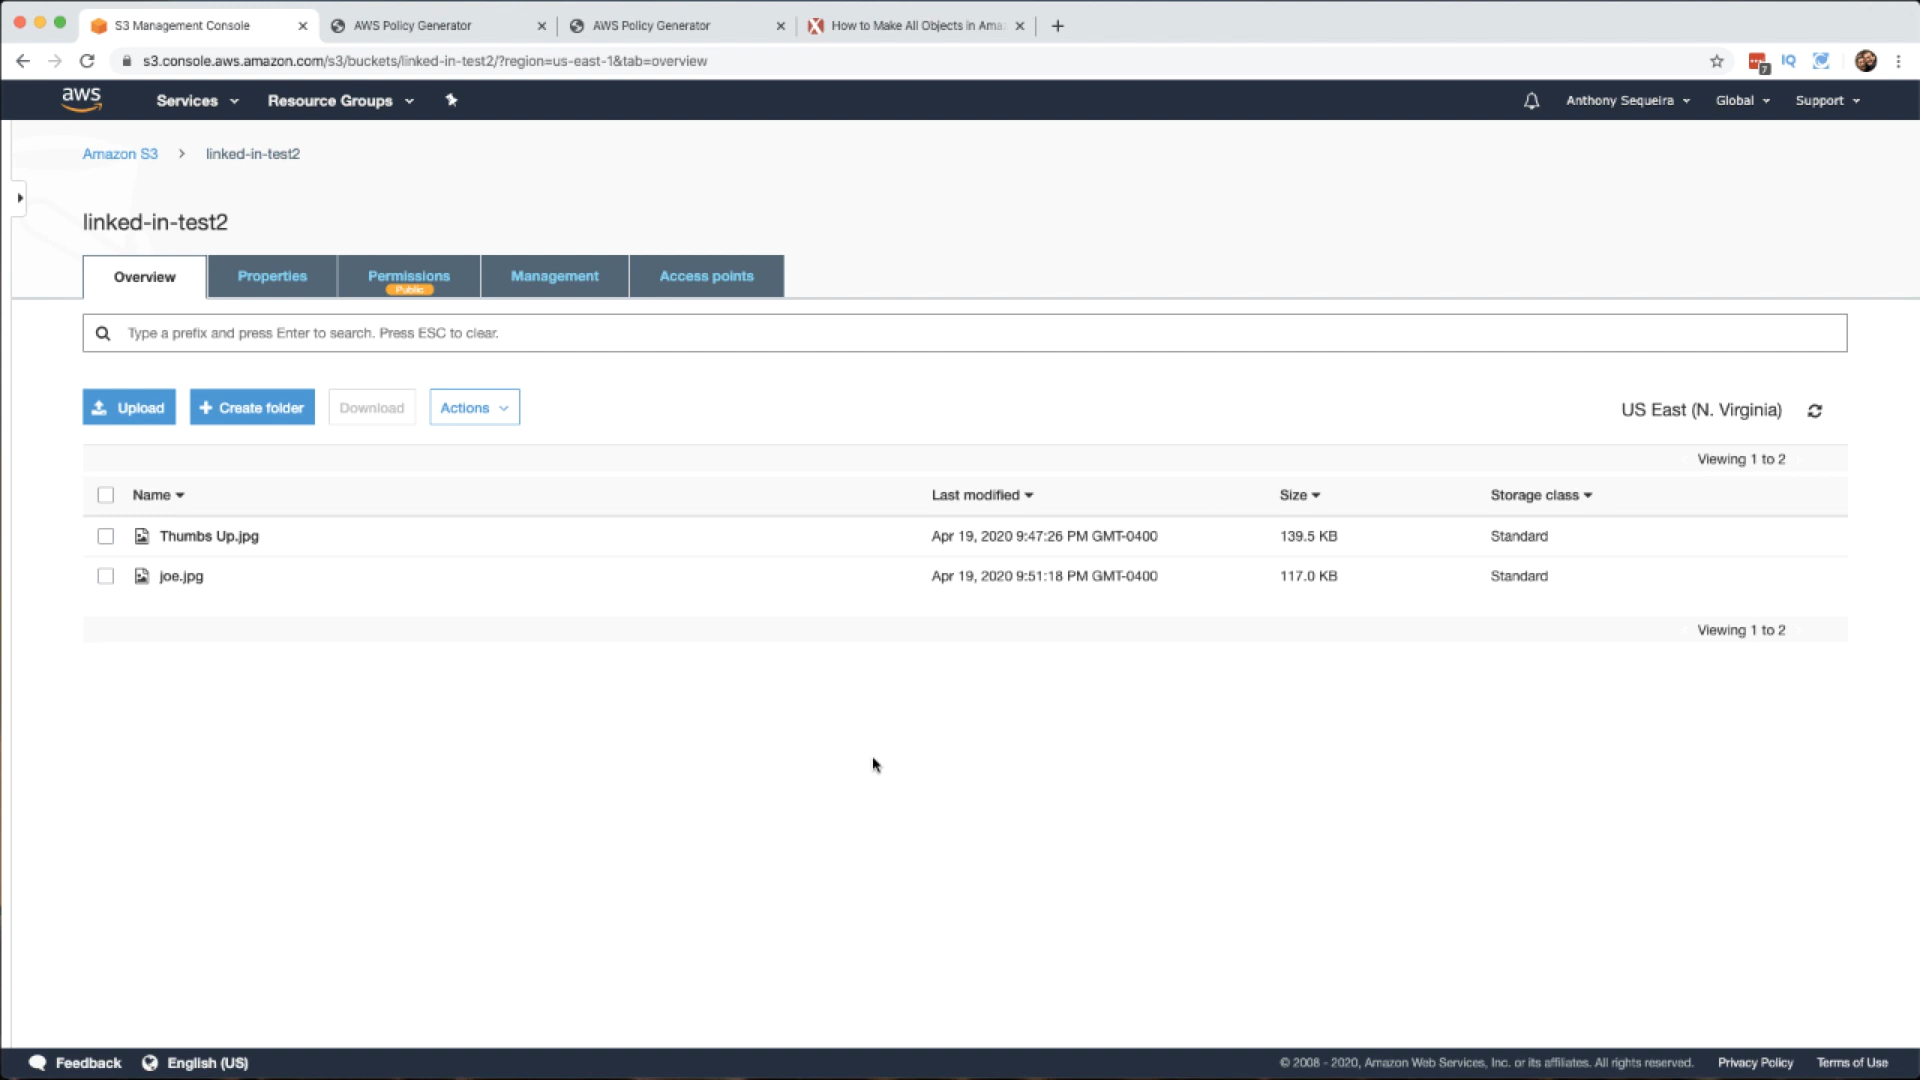 S3 Management Console
AWS Policy Generator
AWS Policy Generator
How to Make All Objects in Ama
s3.console.aws.amazon.com/s3/buckets/linked-in-test2/?region=us-east-1&tab=overview
7
IQ
aws
Services
Resource Groups
Anthony Sequeira
Global
Support
Amazon S3
linked-in-test2
linked-in-test2
Overview
Properties
Permissions
Public
Management
Access points
Type a prefix and press Enter to search. Press ESC to clear.
Upload
Create folder
Download
Actions
US East (N. Virginia)
Viewing 1 to 2
Name
Last modified
Size
Storage class
Thumbs Up.jpg
Apr 19, 2020 9:47:26 PM GMT-0400
139.5 KB
Standard
joe.jpg
Apr 19, 2020 9:51:18 PM GMT-0400
117.0 KB
Standard
Viewing 1 to 2
Feedback
English (US)
© 2008 - 2020, Amazon Web Services, Inc. or its affiliates. All rights reserved.
Privacy Policy
Terms of Use